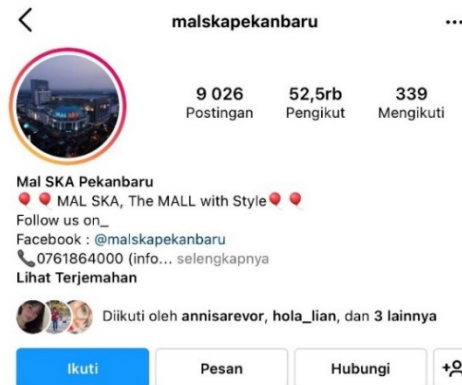 malskapekanbaru
9 026 52,5rb 339
Postingan Pengikut Mengikuti
Mal SKA Pekanbaru
🎈 🎈 MAL SKA, The MALL with Style🎈 🎈
Follow us on_
Facebook : @malskapekanbaru
📞0761864000 (info... selengkapnya
Lihat Terjemahan
Diikuti oleh annisarevor, hola_lian, dan 3 lainnya
Ikuti Pesan Hubungi